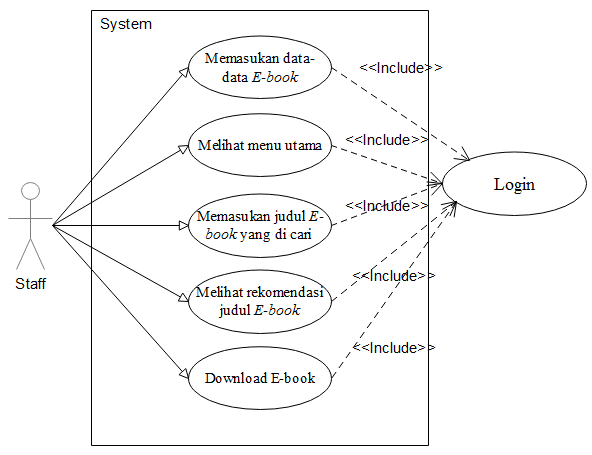 System
Memasukan data-
data E-book
<<Include>>
Melihat menu utama
<<Include>>
Login
Memasukan judul E-
book yang di cari
<<Include>>
Staff
Melihat rekomendasi
judul E-book
<<Include>>
Download E-book
<<Include>>